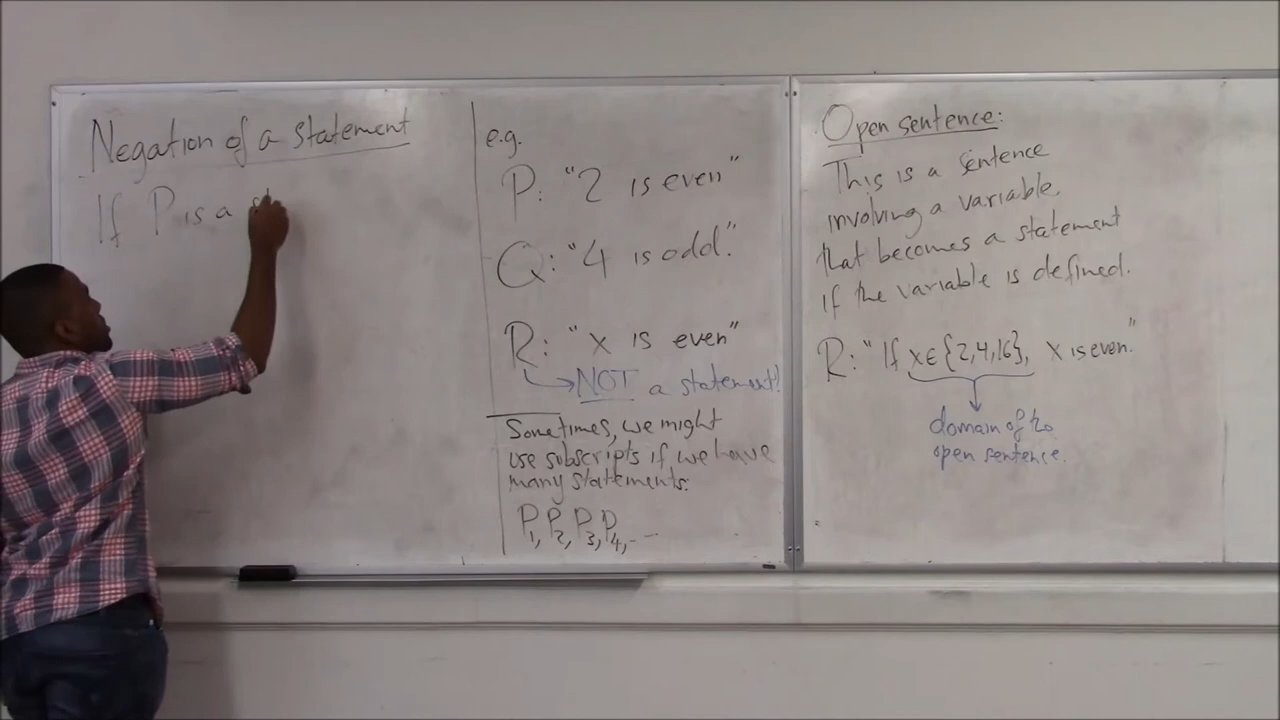 Negation of a statement
If P is a
e.g.
P: "2 is even"
Q: "4 is odd."
R: "x is even"
NOT a statement!
Sometimes, we might
use subscripts if we have
many statements:
P1, P2, P3, P4, ...
Open sentence:
This is a sentence
involving a variable
that becomes a statement
if the variable is defined.
R: "If x∈{2,4,16}, x is even."
domain of
open sentence.